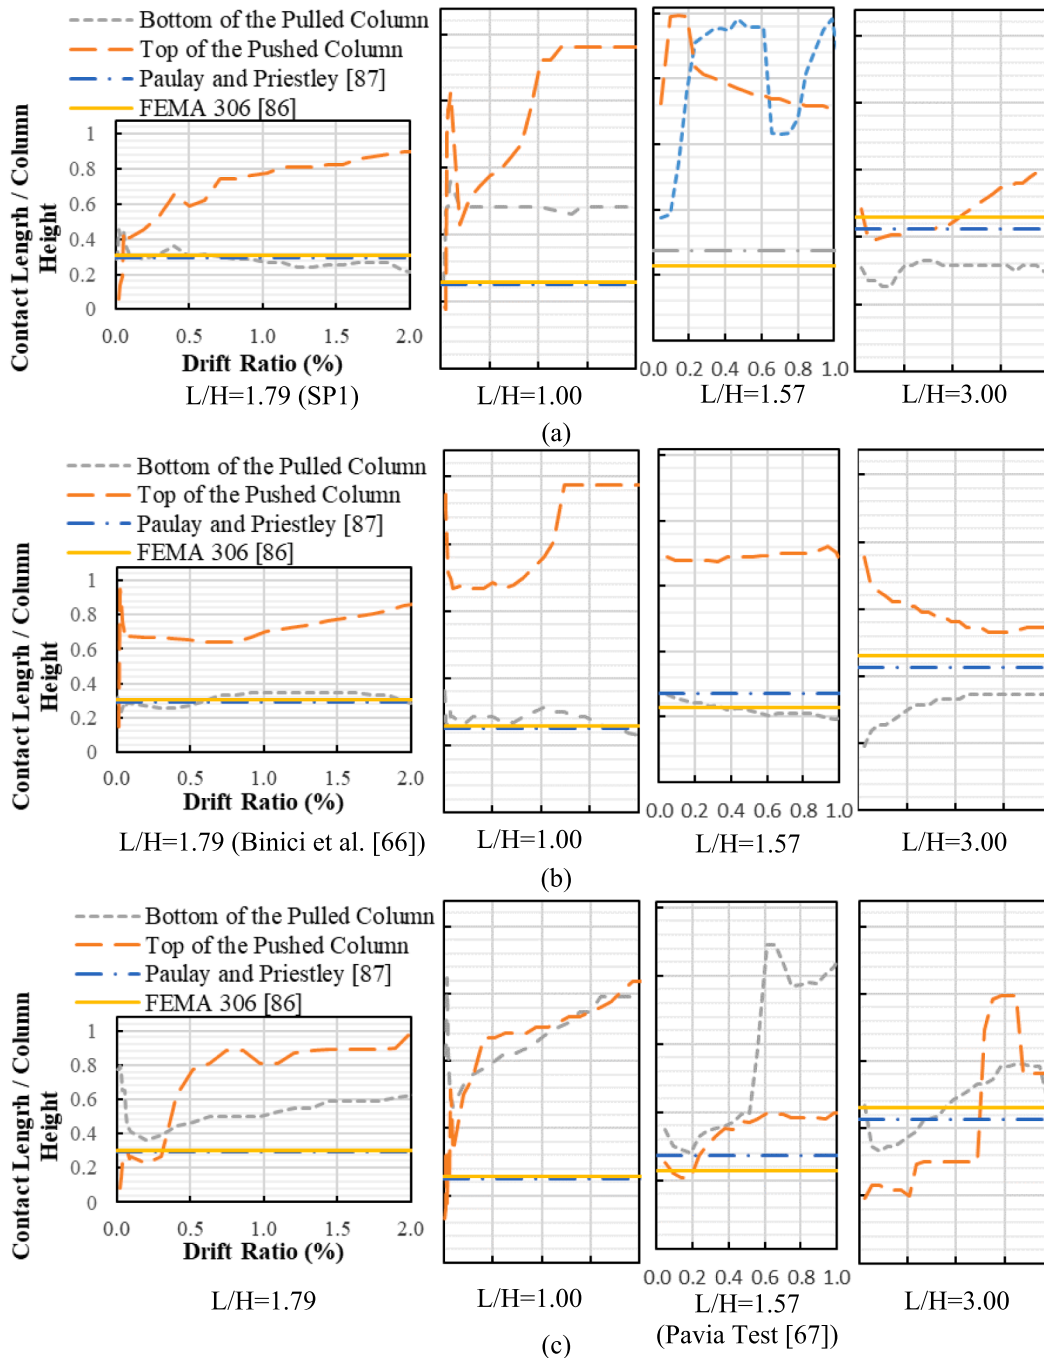 Bottom of the Pulled Column
Top of the Pushed Column
Paulay and Priestley [87]
FEMA 306 [86]
Contact Lengrh / Column
Height
1
0.8
0.6
0.4
0.2
0
0.0 0.5 1.0 1.5 2.0
Drift Ratio (%)
L/H=1.79 (SP1)
L/H=1.00
0.0 0.2 0.4 0.6 0.8 1.0
L/H=1.57
L/H=3.00
(a)
Bottom of the Pulled Column
Top of the Pushed Column
Paulay and Priestley [87]
FEMA 306 [86]
Contact Lengrh / Column
Height
1
0.8
0.6
0.4
0.2
0
0.0 0.5 1.0 1.5 2.0
Drift Ratio (%)
L/H=1.79 (Binici et al. [66])
L/H=1.00
0.0 0.2 0.4 0.6 0.8 1.0
L/H=1.57
L/H=3.00
(b)
Bottom of the Pulled Column
Top of the Pushed Column
Paulay and Priestley [87]
FEMA 306 [86]
Contact Lengrh / Column
Height
1
0.8
0.6
0.4
0.2
0
0.0 0.5 1.0 1.5 2.0
Drift Ratio (%)
L/H=1.79
L/H=1.00
0.0 0.2 0.4 0.6 0.8 1.0
L/H=1.57
(Pavia Test [67])
L/H=3.00
(c)